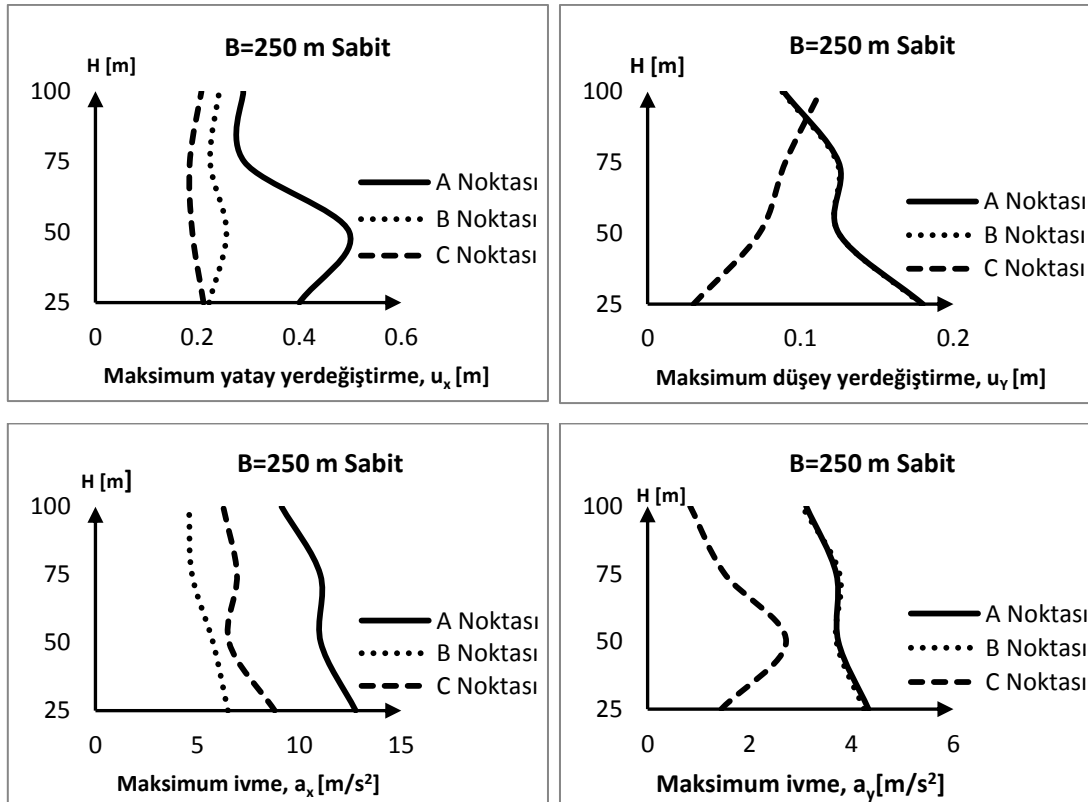 B=250 m Sabit
H [m]
100
75
50
25
0
0.2
0.4
0.6
A Noktası
B Noktası
C Noktası
Maksimum yatay yerdeğiştirme, uₓ [m]
B=250 m Sabit
H [m]
100
75
50
25
0
0.1
0.2
A Noktası
B Noktası
C Noktası
Maksimum düşey yerdeğiştirme, u_Y [m]
B=250 m Sabit
H [m]
100
75
50
25
0
5
10
15
A Noktası
B Noktası
C Noktası
Maksimum ivme, aₓ [m/s²]
B=250 m Sabit
H [m]
100
75
50
25
0
2
4
6
A Noktası
B Noktası
C Noktası
Maksimum ivme, a_y[m/s²]